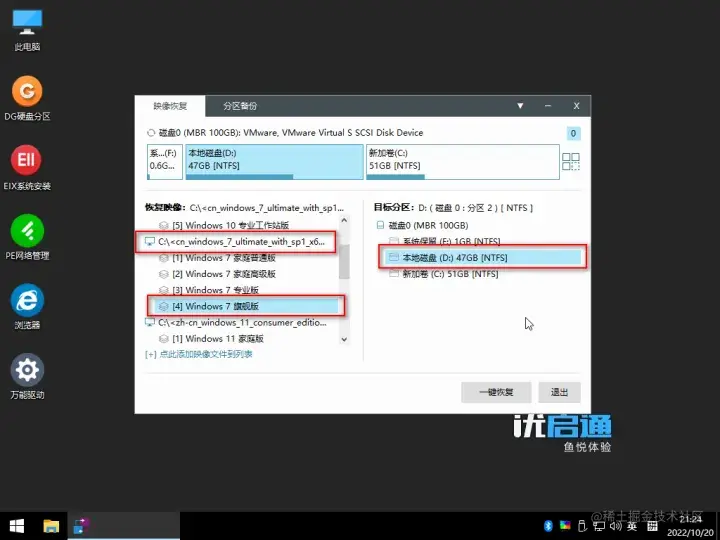 此电脑
DG硬盘分区
EIX系统安装
PE网络管理
浏览器
万能驱动
映像恢复
分区备份
磁盘0 (MBR 100GB): VMware, VMware Virtual S SCSI Disk Device
0
系...(F:)
0.6G...
本地磁盘(D:)
47GB [NTFS]
新加卷(C:)
51GB [NTFS]
恢复映像: C:\<cn_windows_7_ultimate_with_sp1...
[5] Windows 10 专业工作站版
C:\<cn_windows_7_ultimate_with_sp1_x6...
[1] Windows 7 家庭普通版
[2] Windows 7 家庭高级版
[3] Windows 7 专业版
[4] Windows 7 旗舰版
C:\<zh-cn_windows_11_consumer_editio...
[1] Windows 11 家庭版
[+] 点此添加映像文件到列表
目标分区: D: ( 磁盘 0 : 分区 2 ) [ NTFS ]
磁盘0 (MBR 100GB)
系统保留 (F:) 1GB [NTFS]
本地磁盘 (D:) 47GB [NTFS]
新加卷 (C:) 51GB [NTFS]
一键恢复
退出
优启通
鱼悦体验
英
@稀土掘金技术社区
21:24
2022/10/20